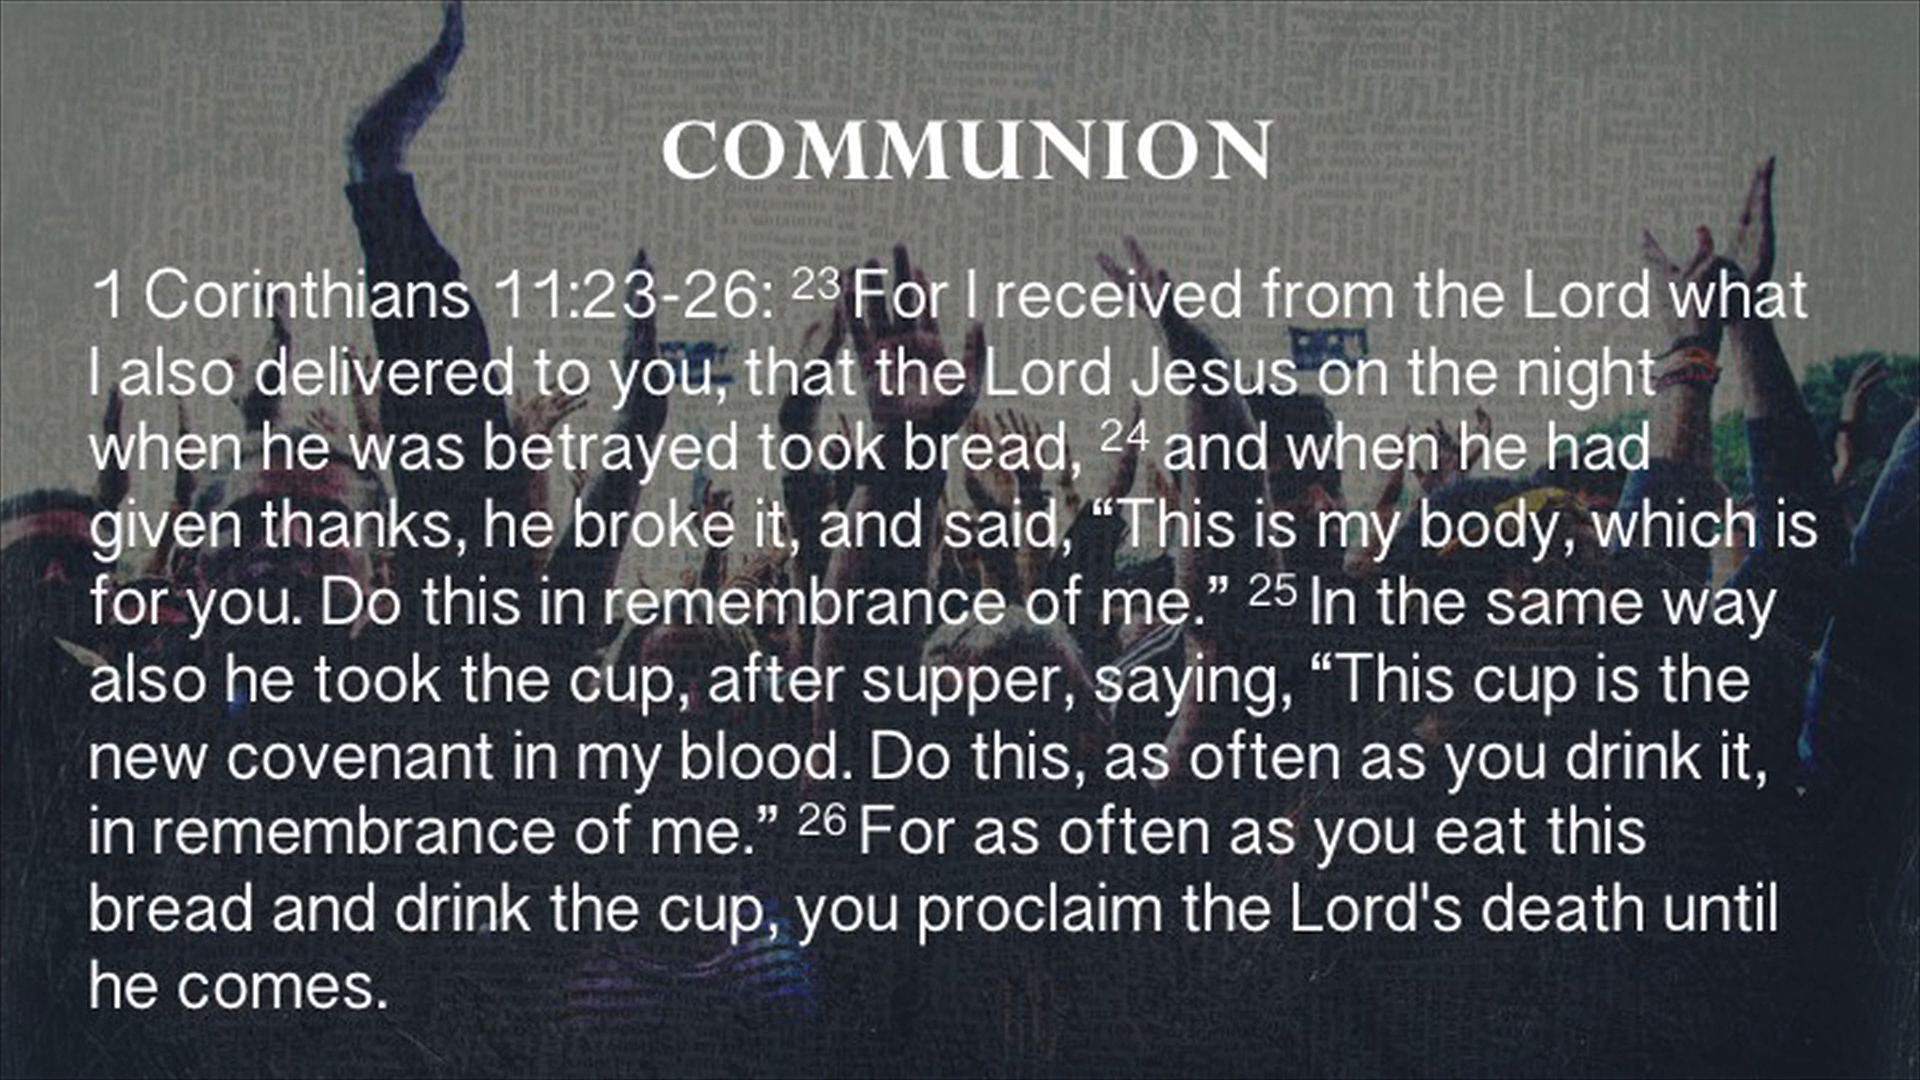 COMMUNION
1 Corinthians 11:23-26: 23 For I received from the Lord what
I also delivered to you, that the Lord Jesus on the night
when he was betrayed took bread, 24 and when he had
given thanks, he broke it, and said, “This is my body, which is
for you. Do this in remembrance of me.” 25 In the same way
also he took the cup, after supper, saying, “This cup is the
new covenant in my blood. Do this, as often as you drink it,
in remembrance of me.” 26 For as often as you eat this
bread and drink the cup, you proclaim the Lord's death until
he comes.